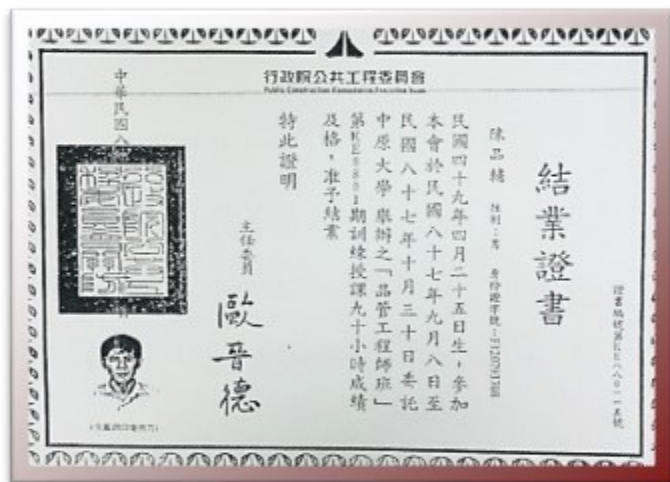 行政院公共工程委員會
結業證書
陳品輔 性別：男
民國四十九年四月二十五日生，參加
本會於民國八十七年九月八日至
民國八十七年十月三十日委託
中原大學 舉辦之「品管工程師班」
期訓練授課九十小時成績
及格，准予結業
特此證明
主任委員
歐晉德
中華民國八